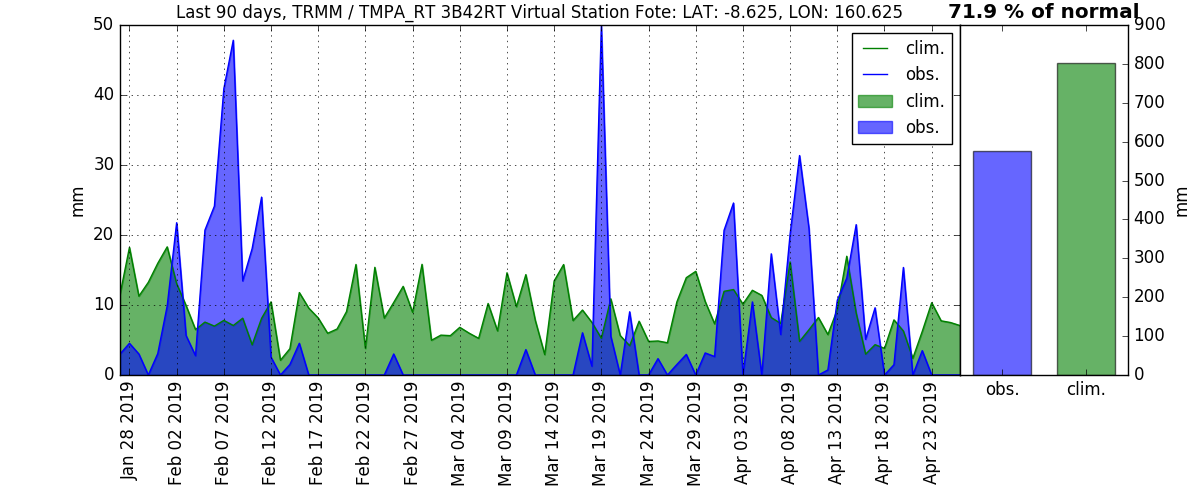 Last 90 days, TRMM / TMPA_RT 3B42RT Virtual Station Fote: LAT: -8.625, LON: 160.625
71.9 % of normal
50
40
30
20
10
0
mm
clim.
obs.
clim.
obs.
900
800
700
600
500
400
300
200
100
0
mm
obs.
clim.
Jan 28 2019
Feb 02 2019
Feb 07 2019
Feb 12 2019
Feb 17 2019
Feb 22 2019
Feb 27 2019
Mar 04 2019
Mar 09 2019
Mar 14 2019
Mar 19 2019
Mar 24 2019
Mar 29 2019
Apr 03 2019
Apr 08 2019
Apr 13 2019
Apr 18 2019
Apr 23 2019